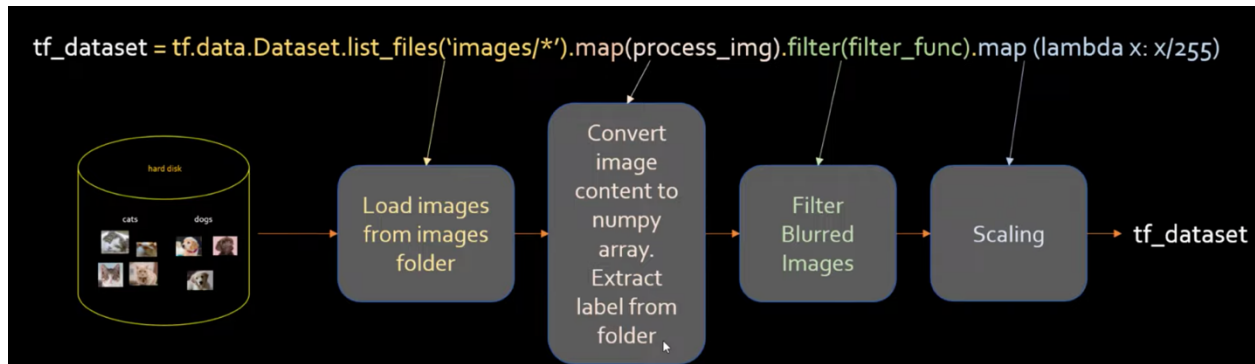 tf_dataset = tf.data.Dataset.list_files('images/*').map(process_img).filter(filter_func).map (lambda x: x/255)
hard disk
cats dogs
Load images
from images
folder
Convert
image
content to
numpy
array.
Extract
label from
folder
Filter
Blurred
Images
Scaling
tf_dataset